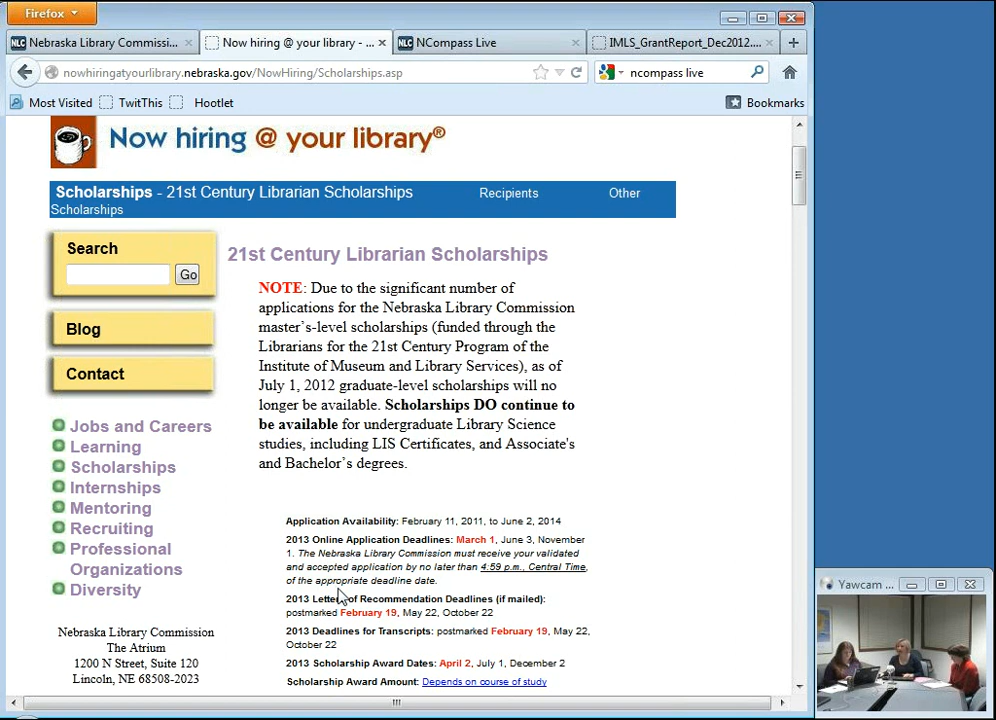 Firefox
NLC Nebraska Library Commissi...
Now hiring @ your library - ...
NLC NCompass Live
IMLS_GrantReport_Dec2012....
nowhiringatyourlibrary.nebraska.gov/NowHiring/Scholarships.asp
ncompass live
Most Visited TwitThis Hootlet
Bookmarks
Now hiring @ your library®
Scholarships - 21st Century Librarian Scholarships Recipients Other
Scholarships
Search
Go
Blog
Contact
Jobs and Careers
Learning
Scholarships
Internships
Mentoring
Recruiting
Professional
Organizations
Diversity
Nebraska Library Commission
The Atrium
1200 N Street, Suite 120
Lincoln, NE 68508-2023
21st Century Librarian Scholarships
NOTE: Due to the significant number of
applications for the Nebraska Library Commission
master's-level scholarships (funded through the
Librarians for the 21st Century Program of the
Institute of Museum and Library Services), as of
July 1, 2012 graduate-level scholarships will no
longer be available. Scholarships DO continue to
be available for undergraduate Library Science
studies, including LIS Certificates, and Associate's
and Bachelor's degrees.
Application Availability: February 11, 2011, to June 2, 2014
2013 Online Application Deadlines: March 1, June 3, November
1. The Nebraska Library Commission must receive your validated
and accepted application by no later than 4:59 p.m., Central Time,
of the appropriate deadline date.
2013 Letters of Recommendation Deadlines (if mailed):
postmarked February 19, May 22, October 22
2013 Deadlines for Transcripts: postmarked February 19, May 22,
October 22
2013 Scholarship Award Dates: April 2, July 1, December 2
Scholarship Award Amount: Depends on course of study
Yawcam ...